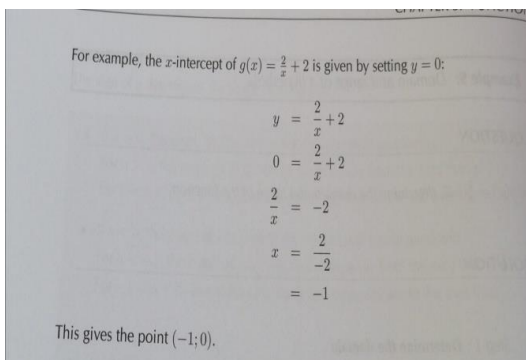 For example, the x-intercept of g(x) = 2/x + 2 is given by setting y = 0:
y = 2/x + 2
0 = 2/x + 2
2/x = -2
x = 2/-2
= -1
This gives the point (-1;0).